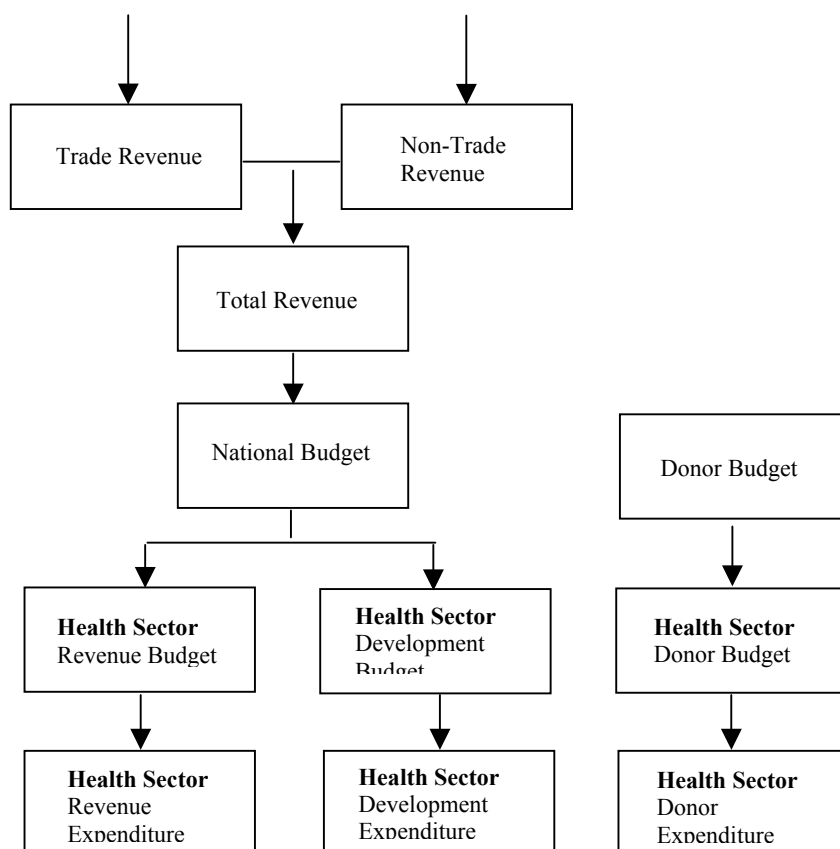 Trade Revenue
Non-Trade
Revenue
Total Revenue
National Budget
Donor Budget
Health Sector
Revenue Budget
Health Sector
Development
Budget
Health Sector
Donor Budget
Health Sector
Revenue
Expenditure
Health Sector
Development
Expenditure
Health Sector
Donor
Expenditure